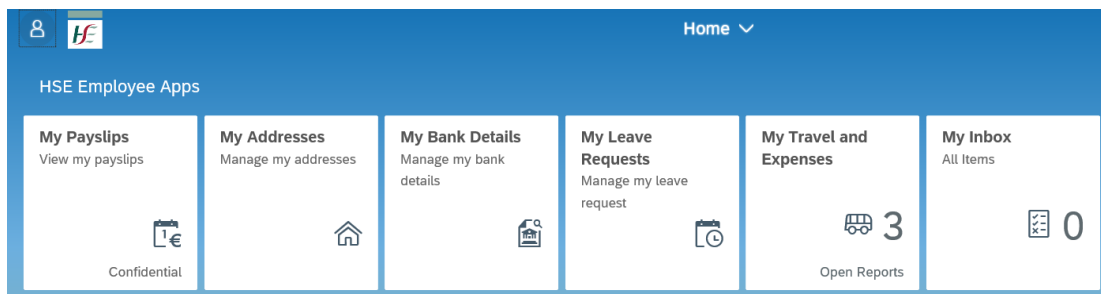 HE
Home
HSE Employee Apps
My Payslips
View my payslips
1 €
Confidential
My Addresses
Manage my addresses
My Bank Details
Manage my bank
details
My Leave
Requests
Manage my leave
request
My Travel and
Expenses
3
Open Reports
My Inbox
All Items
0